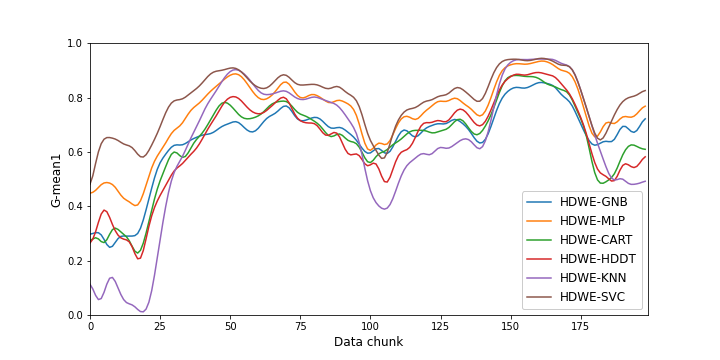 1.0
0.8
0.6
0.4
0.2
0.0
G-mean1
0 25 50 75 100 125 150 175
Data chunk
HDWE-GNB
HDWE-MLP
HDWE-CART
HDWE-HDDT
HDWE-KNN
HDWE-SVC